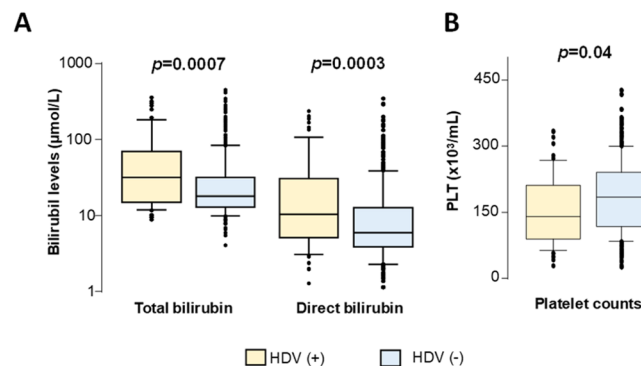 A
p=0.0007
p=0.0003
Bilirubil levels (μmol/L)
1000
100
10
1
Total bilirubin
Direct bilirubin
B
p=0.04
PLT (x10³/mL)
450
300
150
0
Platelet counts
HDV (+)
HDV (-)